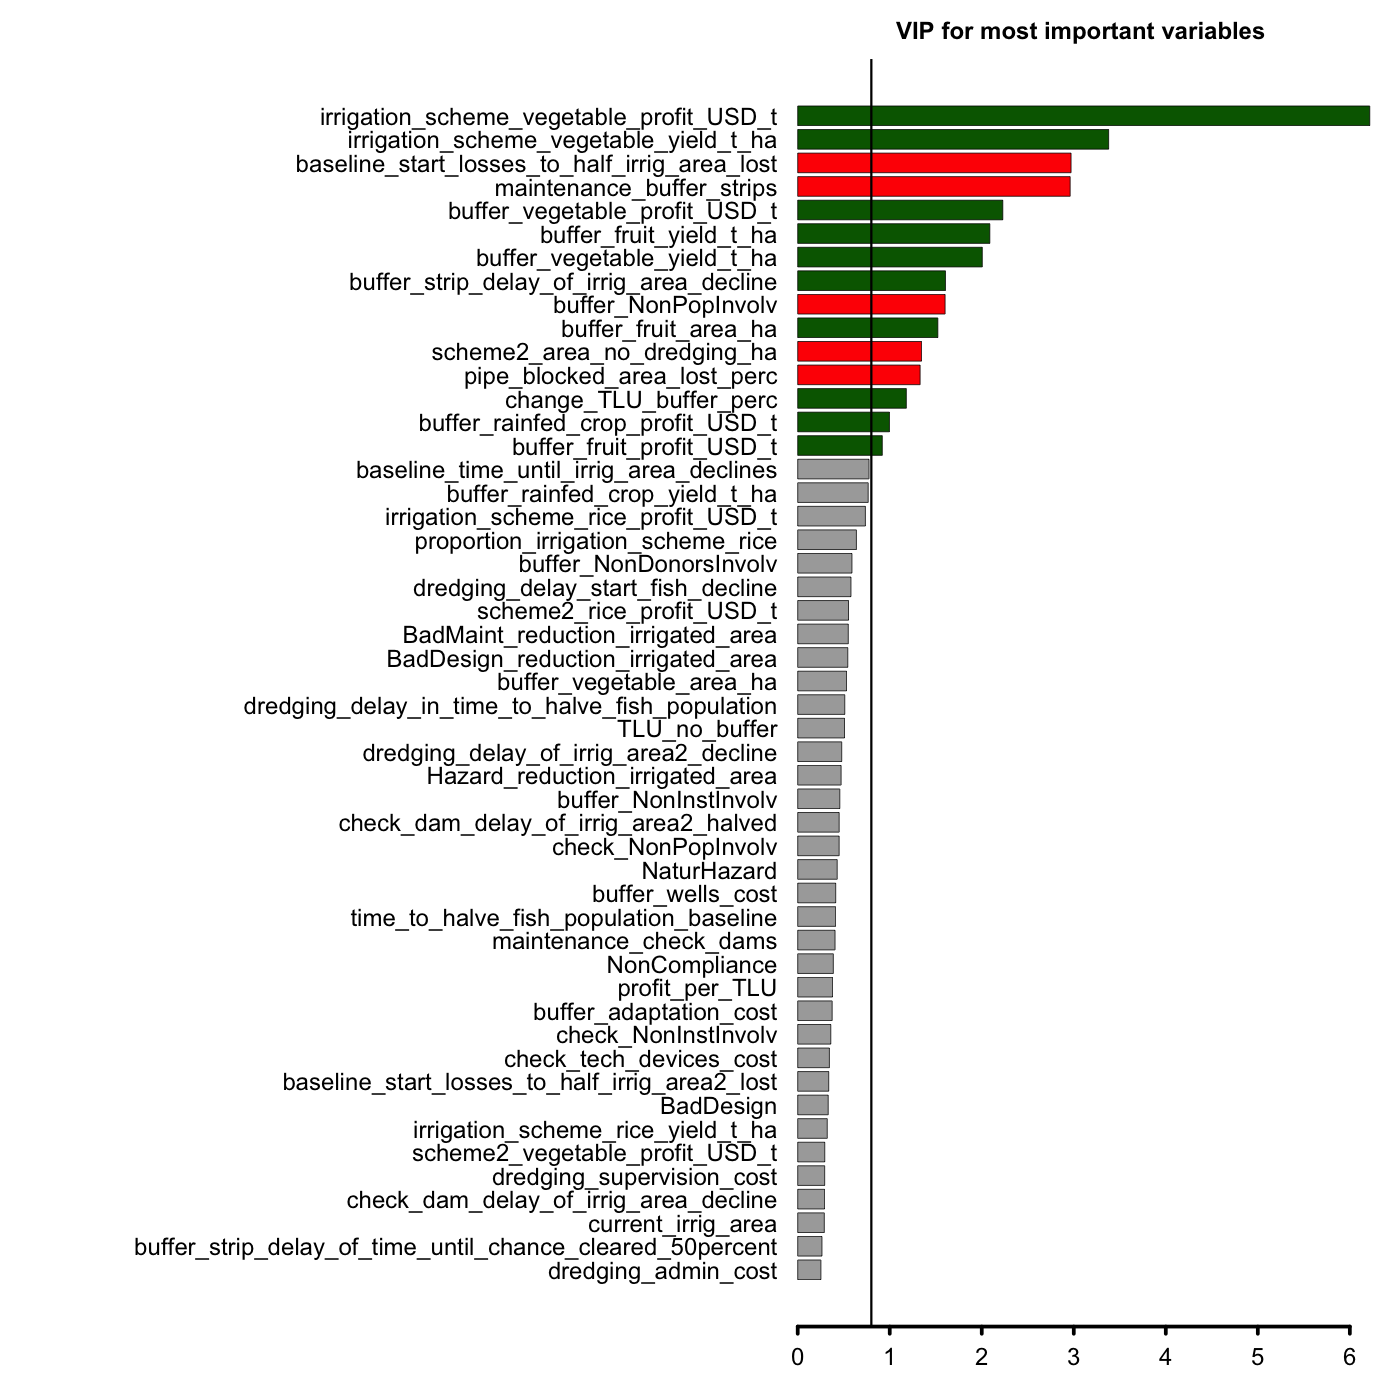 VIP for most important variables
irrigation_scheme_vegetable_profit_USD_t
irrigation_scheme_vegetable_yield_t_ha
baseline_start_losses_to_half_irrig_area_lost
maintenance_buffer_strips
buffer_vegetable_profit_USD_t
buffer_fruit_yield_t_ha
buffer_vegetable_yield_t_ha
buffer_strip_delay_of_irrig_area_decline
buffer_NonPopInvolv
buffer_fruit_area_ha
scheme2_area_no_dredging_ha
pipe_blocked_area_lost_perc
change_TLU_buffer_perc
buffer_rainfed_crop_profit_USD_t
buffer_fruit_profit_USD_t
baseline_time_until_irrig_area_declines
buffer_rainfed_crop_yield_t_ha
irrigation_scheme_rice_profit_USD_t
proportion_irrigation_scheme_rice
buffer_NonDonorsInvolv
dredging_delay_start_fish_decline
scheme2_rice_profit_USD_t
BadMaint_reduction_irrigated_area
BadDesign_reduction_irrigated_area
buffer_vegetable_area_ha
dredging_delay_in_time_to_halve_fish_population
TLU_no_buffer
dredging_delay_of_irrig_area2_decline
Hazard_reduction_irrigated_area
buffer_NonInstInvolv
check_dam_delay_of_irrig_area2_halved
check_NonPopInvolv
NaturHazard
buffer_wells_cost
time_to_halve_fish_population_baseline
maintenance_check_dams
NonCompliance
profit_per_TLU
buffer_adaptation_cost
check_NonInstInvolv
check_tech_devices_cost
baseline_start_losses_to_half_irrig_area2_lost
BadDesign
irrigation_scheme_rice_yield_t_ha
scheme2_vegetable_profit_USD_t
dredging_supervision_cost
check_dam_delay_of_irrig_area_decline
current_irrig_area
buffer_strip_delay_of_time_until_chance_cleared_50percent
dredging_admin_cost
0 1 2 3 4 5 6